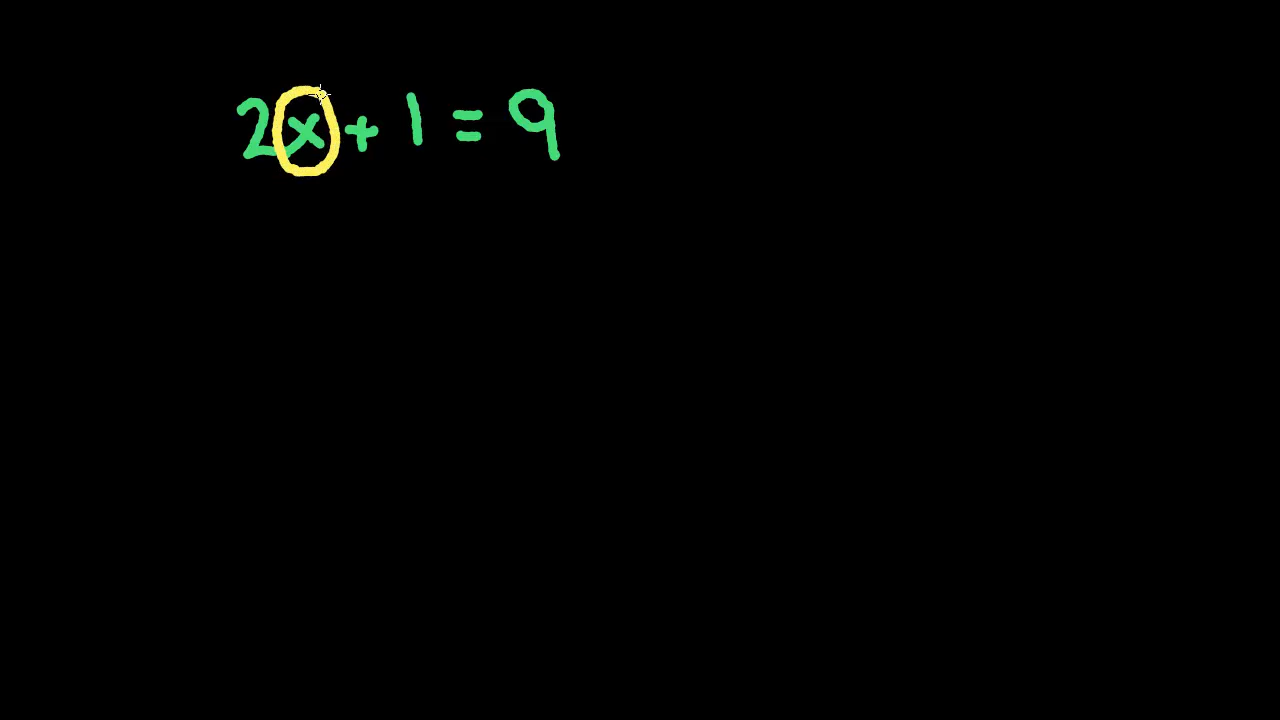 2x + 1 = 9